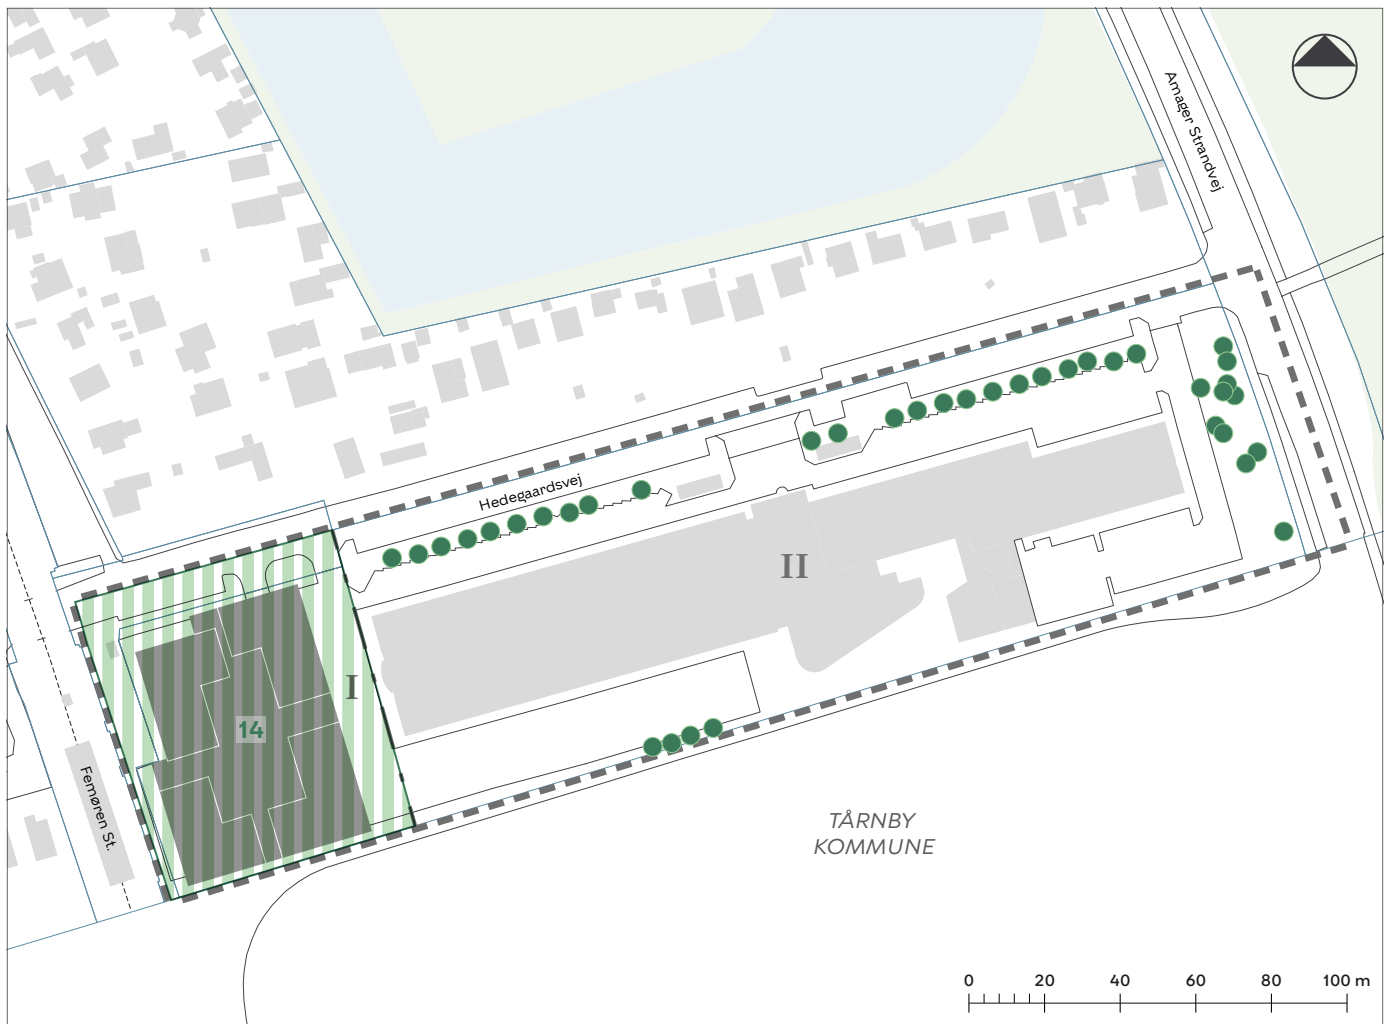 Amager Strandvej
Hedegaardsvej
II
I
14
Femøren St.
TÅRNBY
KOMMUNE
0 20 40 60 80 100 m